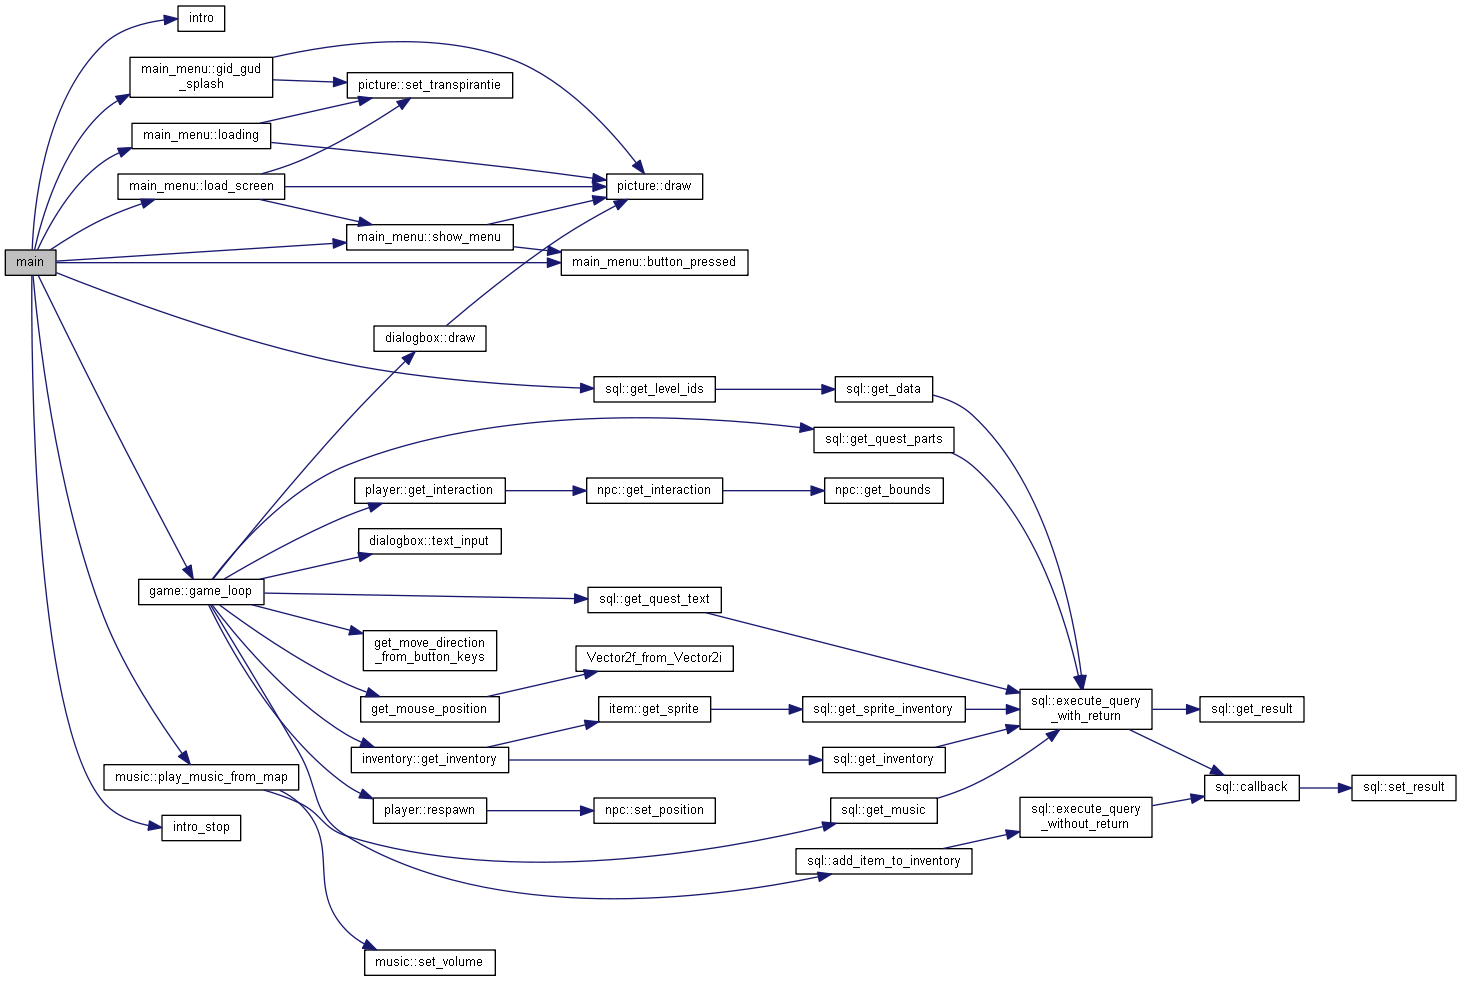 intro
main_menu::gid_gud
_splash
picture::set_transpirantie
main_menu::loading
main_menu::load_screen
picture::draw
main_menu::show_menu
main
main_menu::button_pressed
dialogbox::draw
sql::get_level_ids
sql::get_data
sql::get_quest_parts
player::get_interaction
npc::get_interaction
npc::get_bounds
dialogbox::text_input
game::game_loop
sql::get_quest_text
get_move_direction
_from_button_keys
Vector2f_from_Vector2i
get_mouse_position
item::get_sprite
sql::get_sprite_inventory
sql::execute_query
_with_return
sql::get_result
inventory::get_inventory
sql::get_inventory
music::play_music_from_map
sql::callback
sql::set_result
player::respawn
npc::set_position
sql::get_music
sql::execute_query
_without_return
intro_stop
sql::add_item_to_inventory
music::set_volume